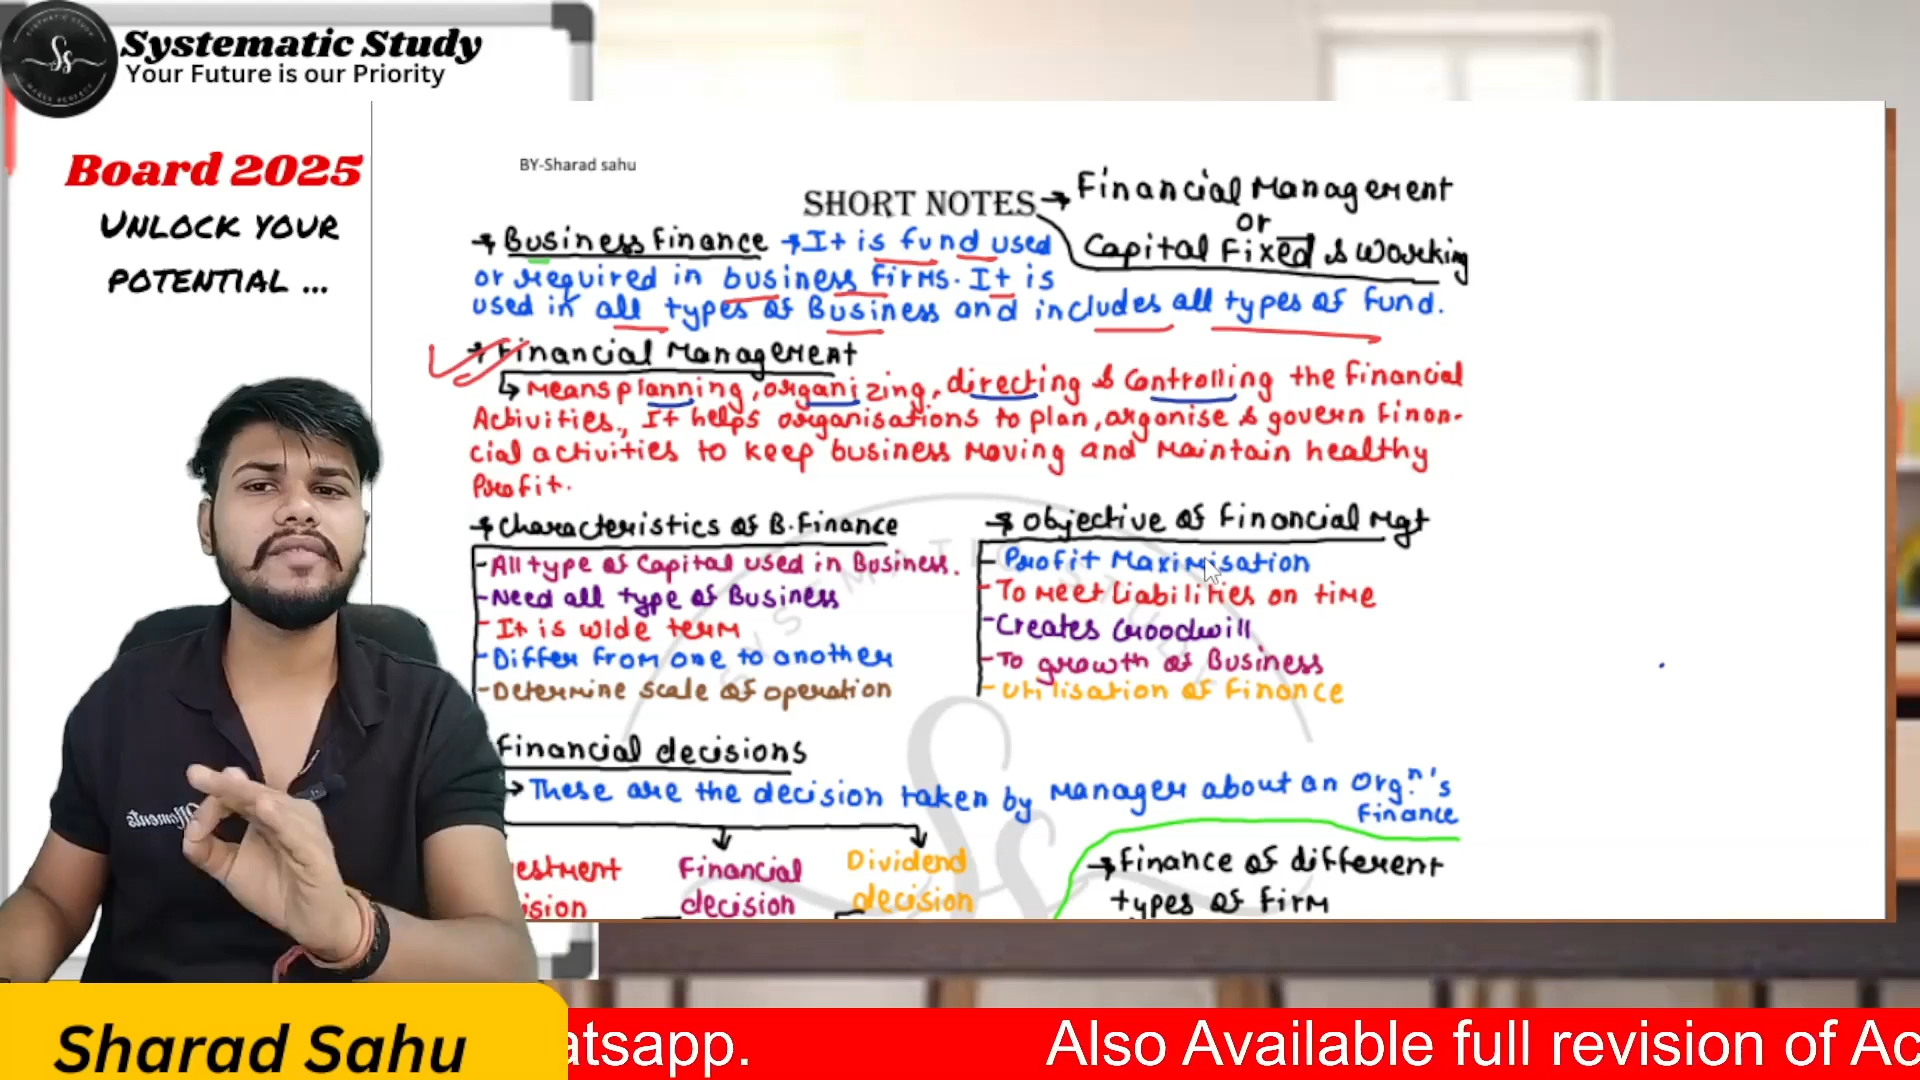 Systematic Study
Your Future is our Priority
Board 2025
UNLOCK YOUR
POTENTIAL ...
BY-Sharad sahu
SHORT NOTES → Financial Management
or
Capital Fixed & Working
→ Business Finance → It is fund used
or required in business firms. It is
used in all types of Business and includes all types of fund.
→ Financial Management
↳ Means planning, organizing, directing & Controlling the Financial
Activities., It helps organisations to plan, organise & govern Finan-
cial activities to keep business moving and maintain healthy
Profit.
→ Characteristics of B.Finance
- All type of Capital used in Business.
- Need all type of Business
- It is wide term
- Differ from one to another
- Determine scale of operation
→ Objective of Financial Mgt
- Profit Maximisation
- To meet Liabilities on time
- Creates Goodwill
- To growth of Business
- Utilisation of Finance
Financial decisions
→ These are the decision taken by Manager about an Orgn's
Finance
estment
ision
Financial
decision
Dividend
decision
→ Finance of different
types of Firm
SYSTEMATIC STUDY
Ss
Sharad Sahu
atsapp. Also Available full revision of Ac